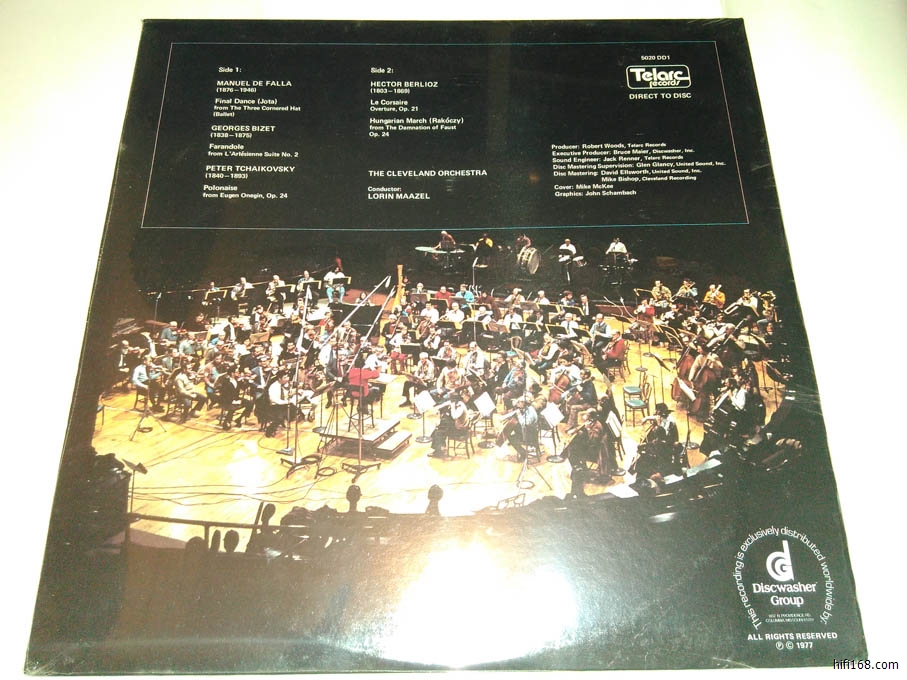 Side 1:
MANUEL DE FALLA
(1876—1946)
Final Dance (Jota)
from The Three Cornered Hat
(Ballet)
GEORGES BIZET
(1838—1875)
Farandole
from L'Artésienne Suite No. 2
PETER TCHAIKOVSKY
(1840—1893)
Polonaise
from Eugen Onegin, Op. 24
Side 2:
HECTOR BERLIOZ
(1803—1869)
Le Corsaire
Overture, Op. 21
Hungarian March (Rakóczy)
from The Damnation of Faust
Op. 24
THE CLEVELAND ORCHESTRA
Conductor:
LORIN MAAZEL
5020 DD1
Telarc
records
DIRECT TO DISC
Producer: Robert Woods, Telarc Records
Executive Producer: Bruce Maier, Discwasher, Inc.
Sound Engineer: Jack Renner, Telarc Records
Disc Mastering Supervision: Glen Glancy, United Sound, Inc.
Disc Mastering: David Ellsworth, United Sound, Inc.
Mike Bishop, Cleveland Recording
Cover: Mike McKee
Graphics: John Schambach
This recording is exclusively distributed worldwide by:
Discwasher
Group
COLUMBIA, MISSOURI
ALL RIGHTS RESERVED
℗ © 1977
hifi168.com